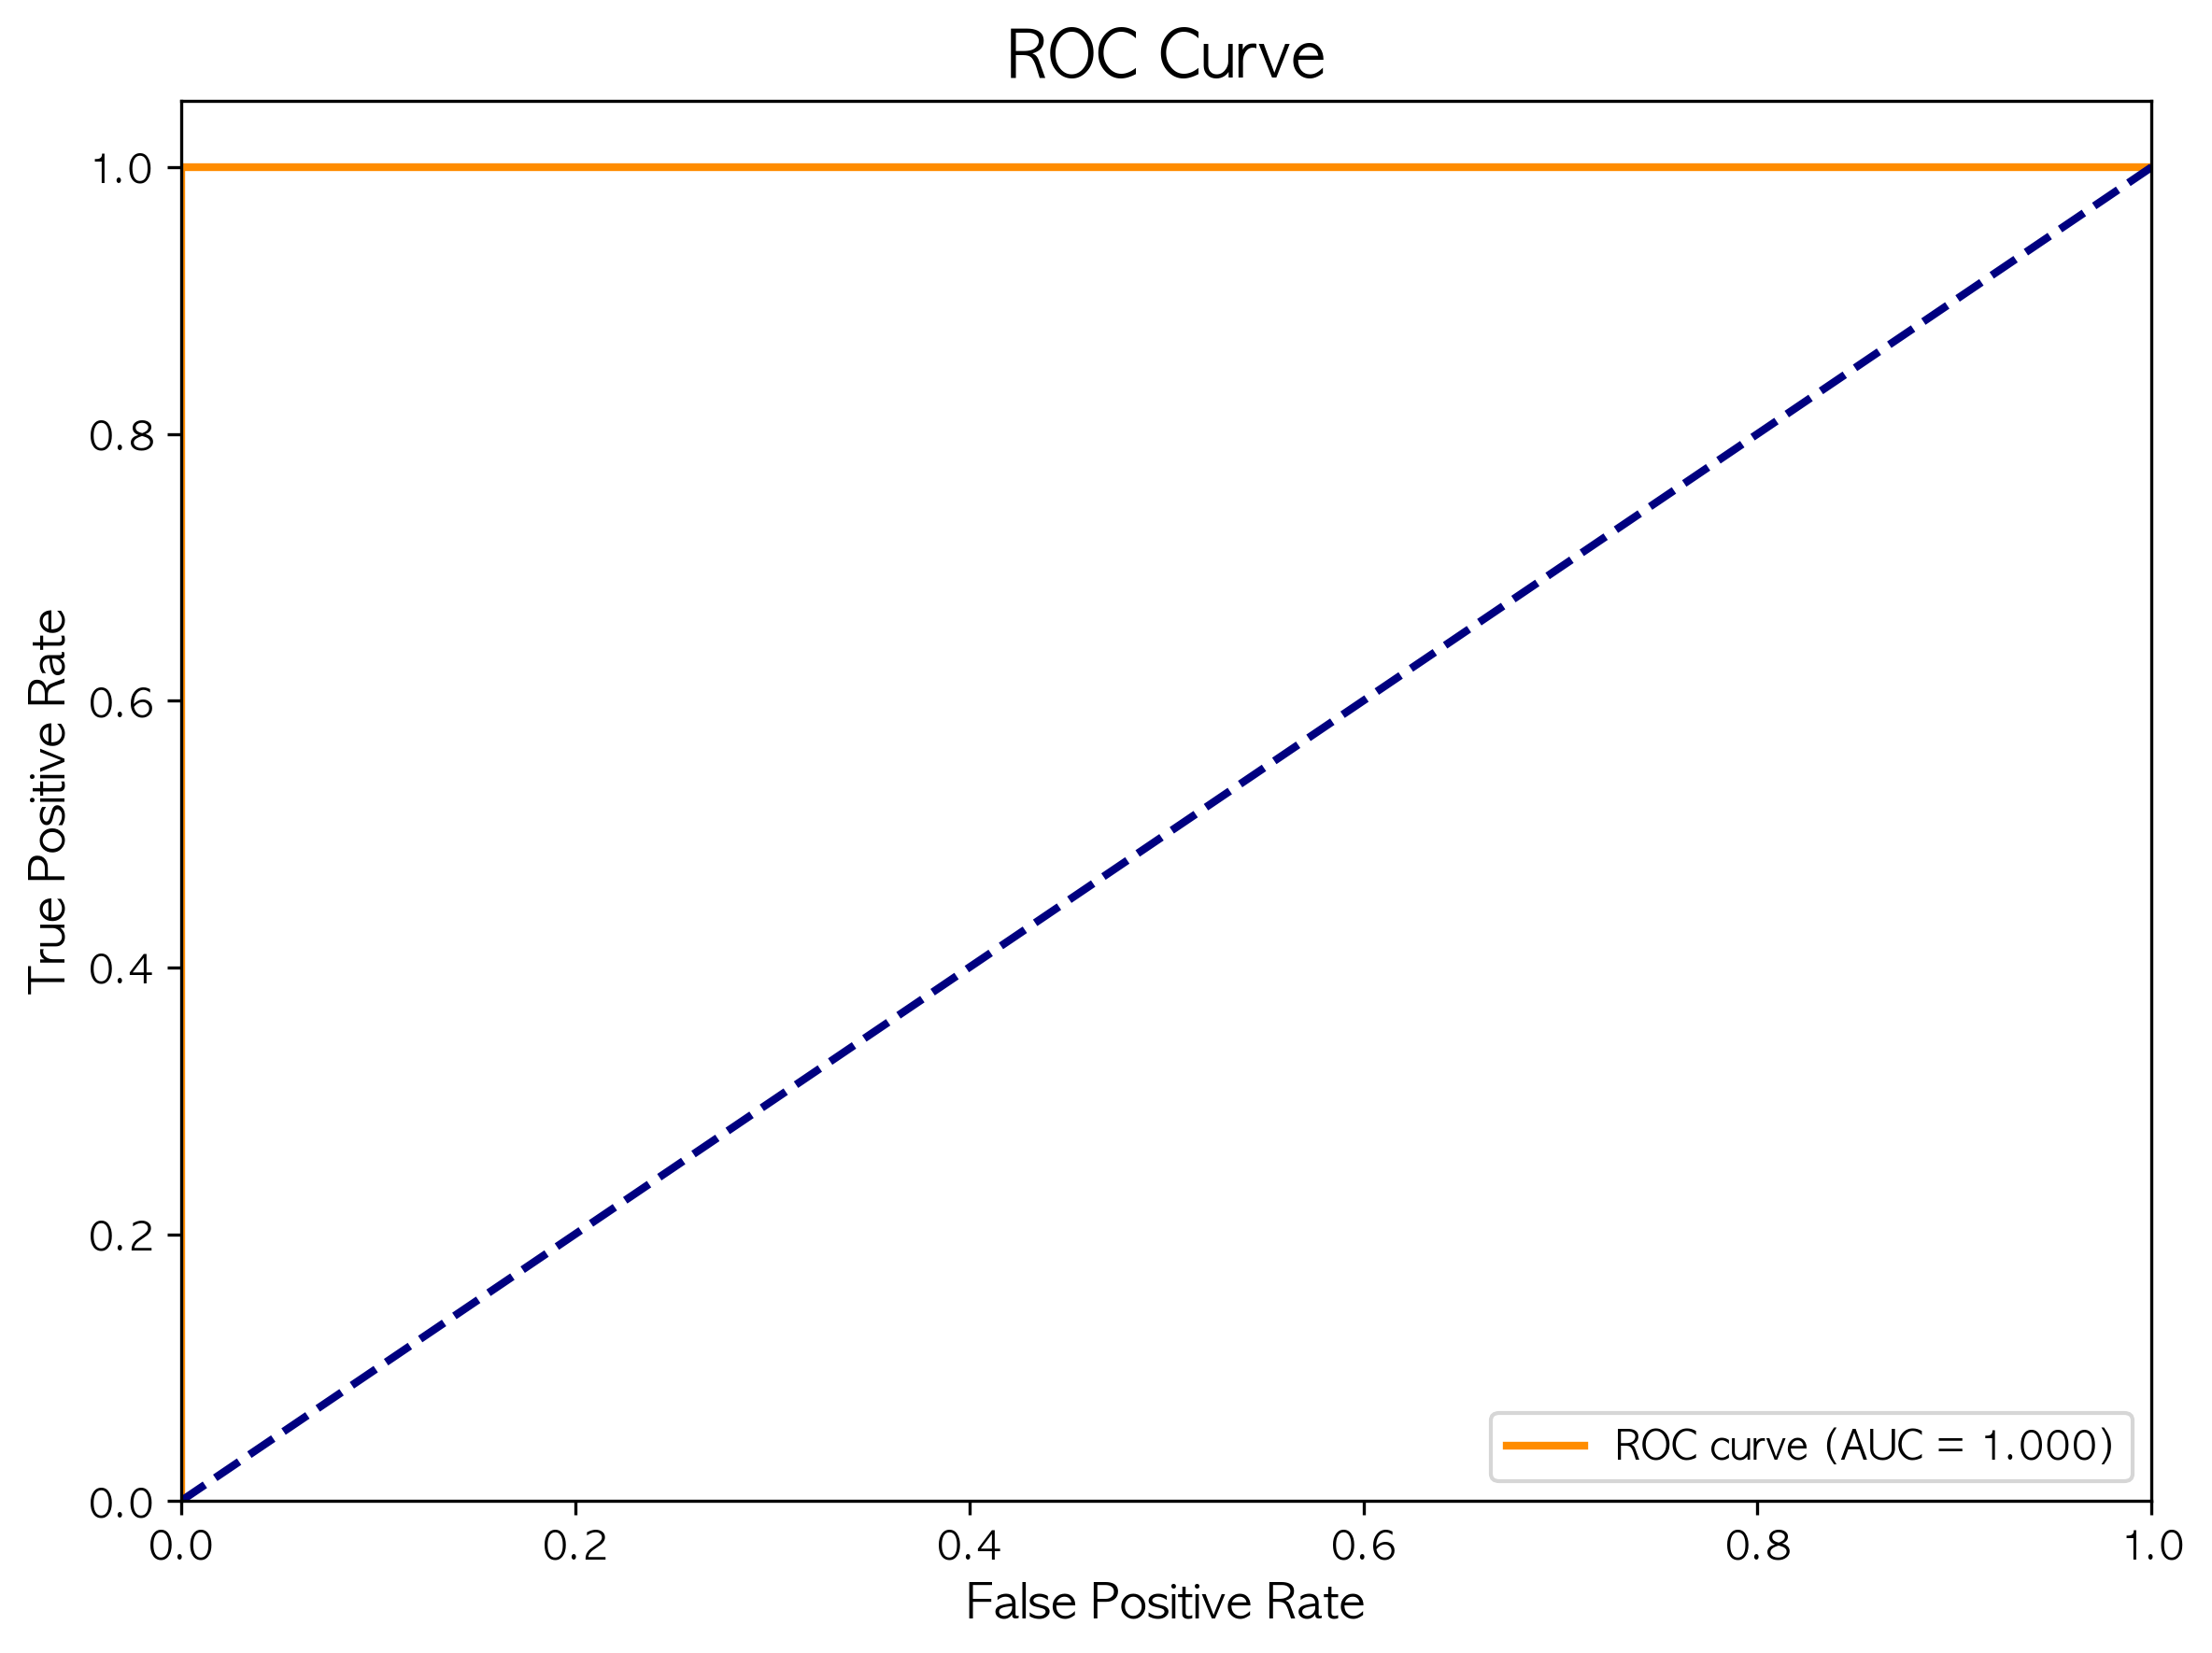 ROC Curve
True Positive Rate
1.0
0.8
0.6
0.4
0.2
0.0
0.0 0.2 0.4 0.6 0.8 1.0
False Positive Rate
ROC curve (AUC = 1.000)